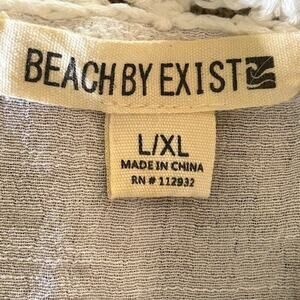 BEACH BY EXIST
L/XL
MADE IN CHINA
RN # 112932